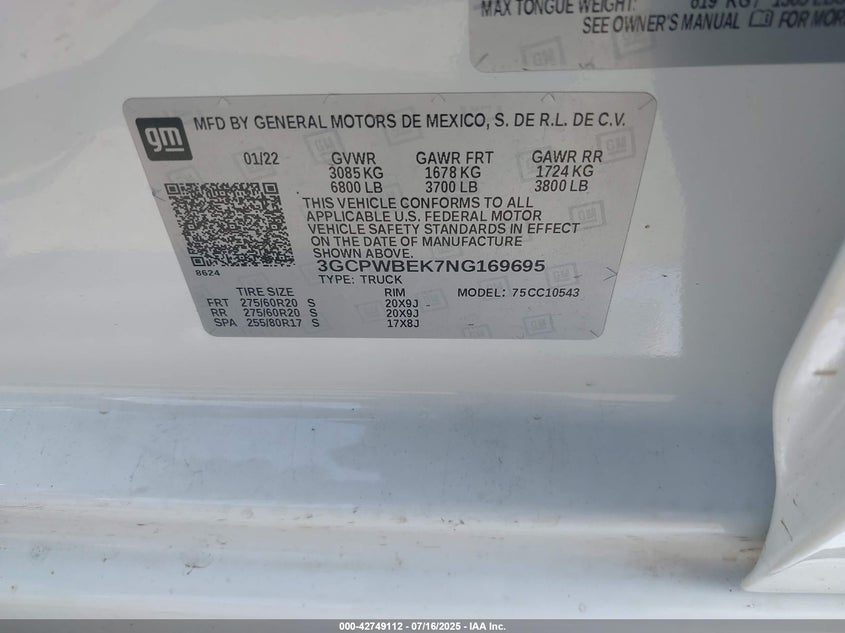 MAX TONGUE WEIGHT: 619 KG
SEE OWNER'S MANUAL FOR MOR
gm
MFD BY GENERAL MOTORS DE MEXICO, S. DE R.L. DE C.V.
01/22 GVWR GAWR FRT GAWR RR
3085 KG 1678 KG 1724 KG
6800 LB 3700 LB 3800 LB
THIS VEHICLE CONFORMS TO ALL
APPLICABLE U.S. FEDERAL MOTOR
VEHICLE SAFETY STANDARDS IN EFFECT
ON THE DATE OF MANUFACTURE
SHOWN ABOVE.
8624
3GCPWBEK7NG169695
TYPE: TRUCK
TIRE SIZE RIM MODEL: 75CC10543
FRT 275/60R20 S 20X9J
RR 275/60R20 S 20X9J
SPA 255/80R17 S 17X8J
000-42749112 - 07/16/2025 - IAA Inc.